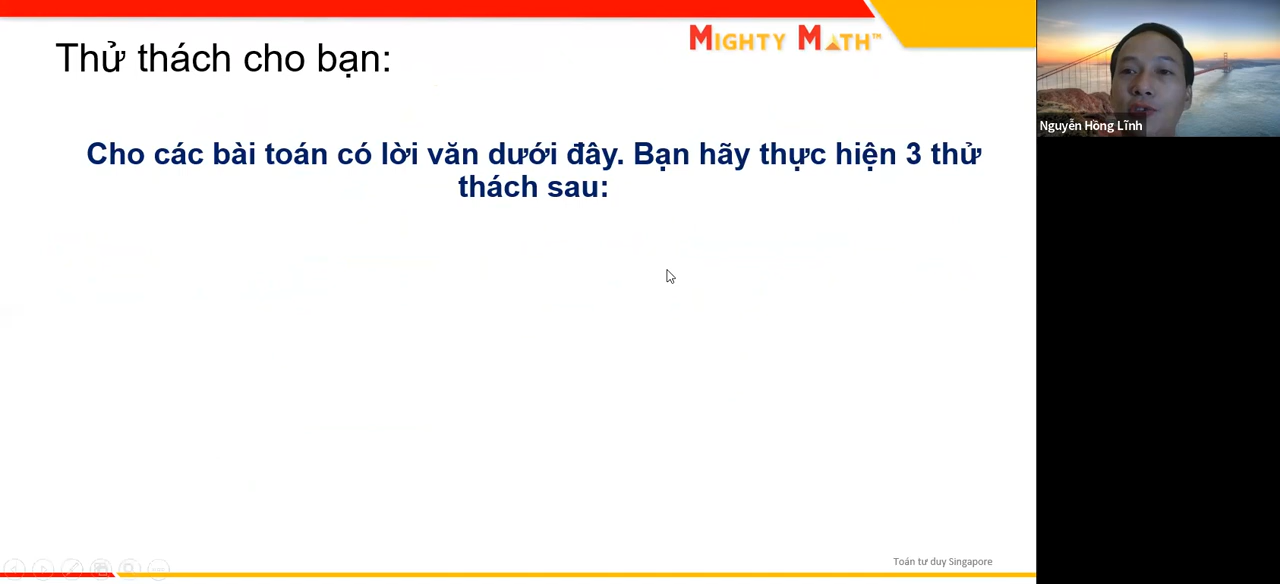 MIGHTY MATH™
Thử thách cho bạn:
Nguyễn Hồng Lĩnh
Cho các bài toán có lời văn dưới đây. Bạn hãy thực hiện 3 thử
thách sau:
Toán tư duy Singapore